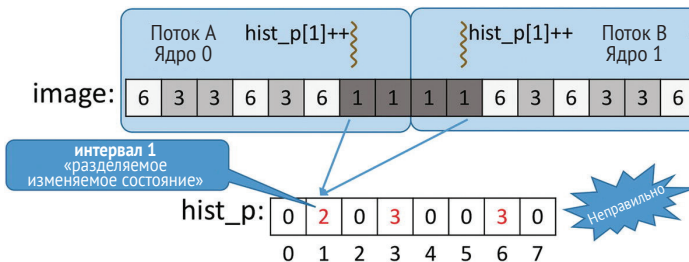 Поток A hist_p[1]++ hist_p[1]++ Поток B
Ядро 0 Ядро 1
image: 6 3 3 6 3 6 1 1 1 1 6 3 6 3 3 6
интервал 1
«разделяемое
изменяемое состояние»
Неправильно
hist_p: 0 2 0 3 0 0 3 0
0 1 2 3 4 5 6 7